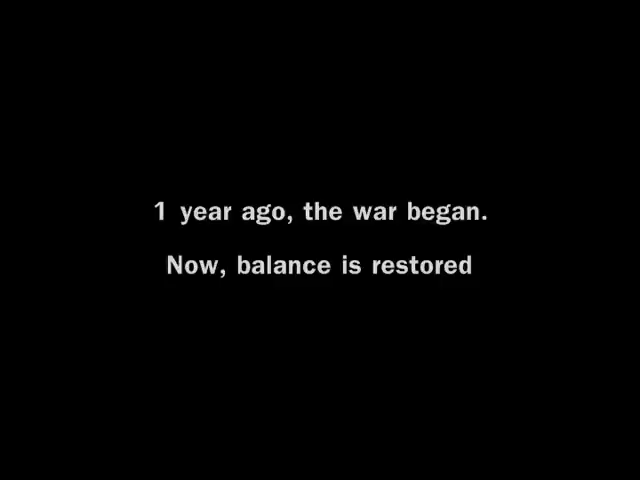 1 year ago, the war began.
Now, balance is restored